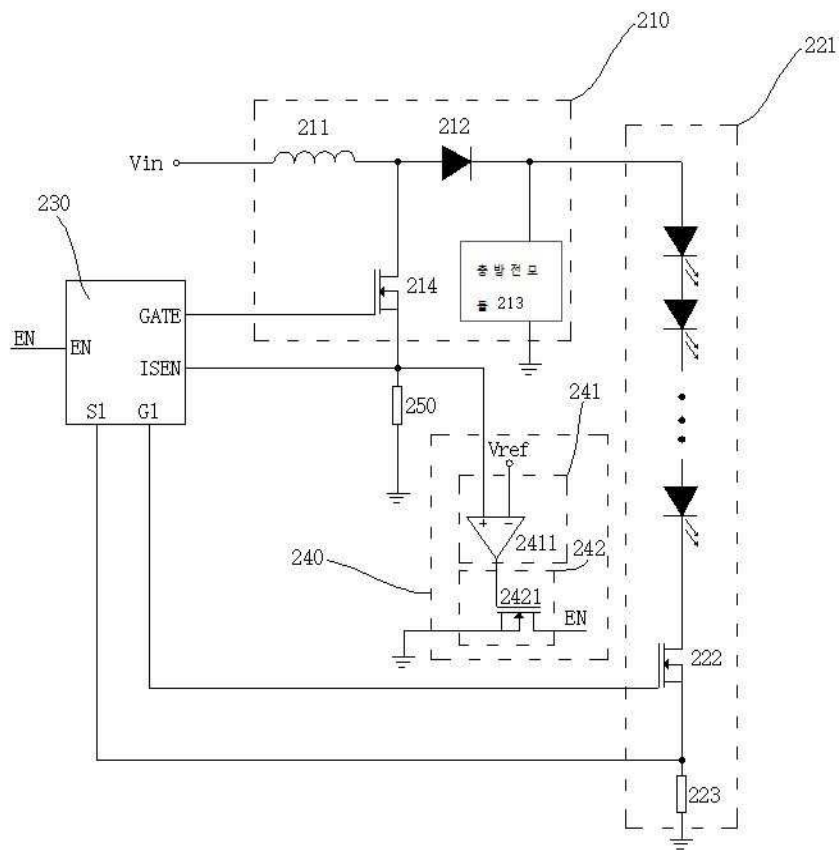 210
221
211
212
Vin
230
충방전모
듈 213
214
GATE
EN
EN
ISEN
250
S1
G1
241
Vref
+
-
2411
240
242
2421
EN
222
223